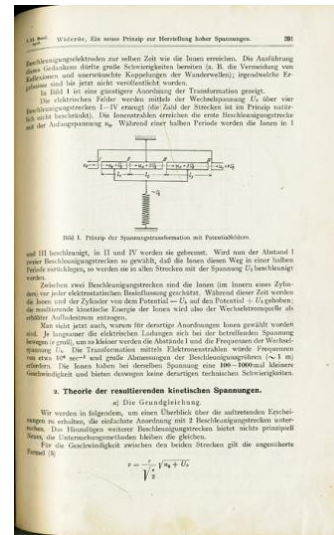 Wideröe, Ein neues Prinzip zur Herstellung hoher Spannungen. 391
Beschleunigungselektroden zur selben Zeit wie die Ionen erreichen. Die Ausführung
dieses Gedankens dürfte große Schwierigkeiten bereiten (z. B. die Vermeidung von
Reflexionen und unerwünschte Koppelungen der Wanderwellen); irgendwelche Er-
gebnisse sind bis jetzt nicht veröffentlicht worden.
In Bild 1 ist eine günstigere Anordnung der Transformation gezeigt.
Die elektrischen Felder werden mittels der Wechselspannung U₀ über vier
Beschleunigungsstrecken I—IV erzeugt (die Zahl der Strecken ist im Prinzip natür-
lich nicht beschränkt). Die Ionenstrahlen erreichen die erste Beschleunigungsstrecke
mit der Anfangsspannung u₀. Während einer halben Periode werden die Ionen in I
Bild 1. Prinzip der Spannungstransformation mit Potentialfeldern.
und III beschleunigt, in II und IV werden sie gebremst. Wird nun der Abstand l
zweier Beschleunigungsstrecken so gewählt, daß die Ionen diesen Weg in einer halben
Periode zurücklegen, so werden sie in allen Strecken mit der Spannung U₀ beschleunigt
werden.
Zwischen zwei Beschleunigungsstrecken sind die Ionen (im Innern eines Zylin-
ders) vor jeder elektrostatischen Beeinflussung geschützt. Während dieser Zeit werden
die Ionen und der Zylinder von dem Potential — U₀ auf das Potential + U₀ gehoben;
die resultierende kinetische Energie der Ionen wird also der Wechselstromquelle als
erhöhter Aufladestrom entzogen.
Man sieht jetzt auch, warum für derartige Anordnungen Ionen gewählt worden
sind. Je langsamer die elektrischen Ladungen sich bei der betreffenden Spannung
bewegen (e groß), um so kleiner werden die Abstände l und die Frequenzen der Wechsel-
spannung U₀. Die Transformation mittels Elektronenstrahlen würde Frequenzen
von etwa 10⁸ sec⁻¹ und große Abmessungen der Beschleunigungsröhren (~ 1 m)
erfordern. Die Ionen haben bei derselben Spannung eine 100—1000mal kleinere
Geschwindigkeit und bieten deswegen keine derartigen technischen Schwierigkeiten.
2. Theorie der resultierenden kinetischen Spannungen.
a) Die Grundgleichung.
Wir werden in folgendem, um einen Überblick über die auftretenden Erschei-
nungen zu erhalten, die einfachste Anordnung mit 2 Beschleunigungsstrecken unter-
suchen. Das Hinzufügen weiterer Beschleunigungsstrecken bietet nichts prinzipiell
Neues, die Untersuchungsmethoden bleiben die gleichen.
Für die Geschwindigkeit zwischen den beiden Strecken gilt die angenäherte
Formel (3)